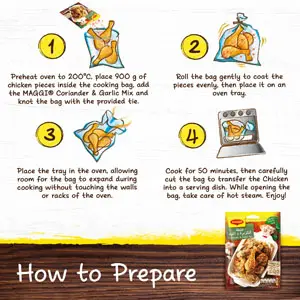 1
Preheat oven to 200°C, place 900 g of
chicken pieces inside the cooking bag, add
the MAGGI® Coriander & Garlic Mix and
knot the bag with the provided tie.
2
Roll the bag gently to coat the
pieces evenly, then place it on an
oven tray.
3
Place the tray in the oven, allowing
room for the bag to expand during
cooking without touching the walls
or racks of the oven.
4
Cook for 50 minutes, then carefully
cut the bag to transfer the Chicken
into a serving dish. While opening the
bag, take care of hot steam. Enjoy!
MAGGI
How to Prepare